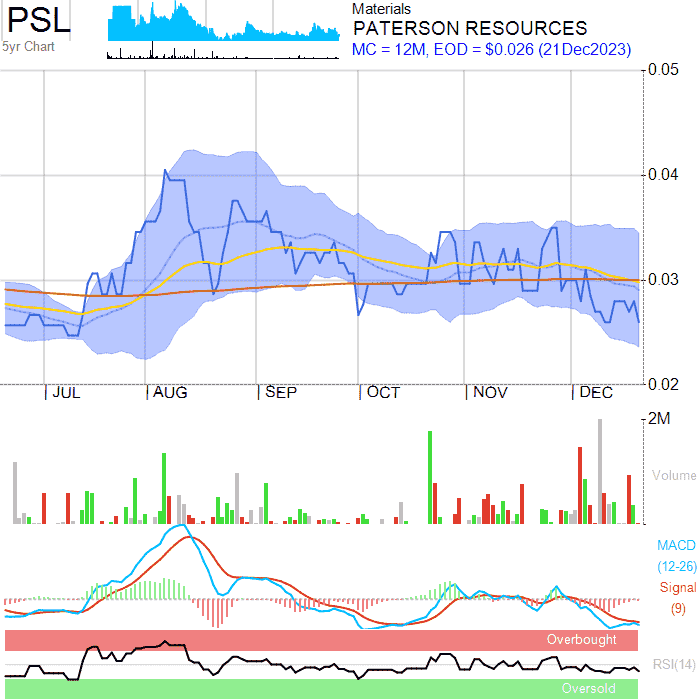 PSL
5yr Chart
Materials
PATERSON RESOURCES
MC = 12M, EOD = $0.026 (21Dec2023)
0.05
0.04
0.03
0.02
JUL AUG SEP OCT NOV DEC
2M
Volume
MACD
(12-26)
Signal
(9)
Overbought
RSI(14)
Oversold